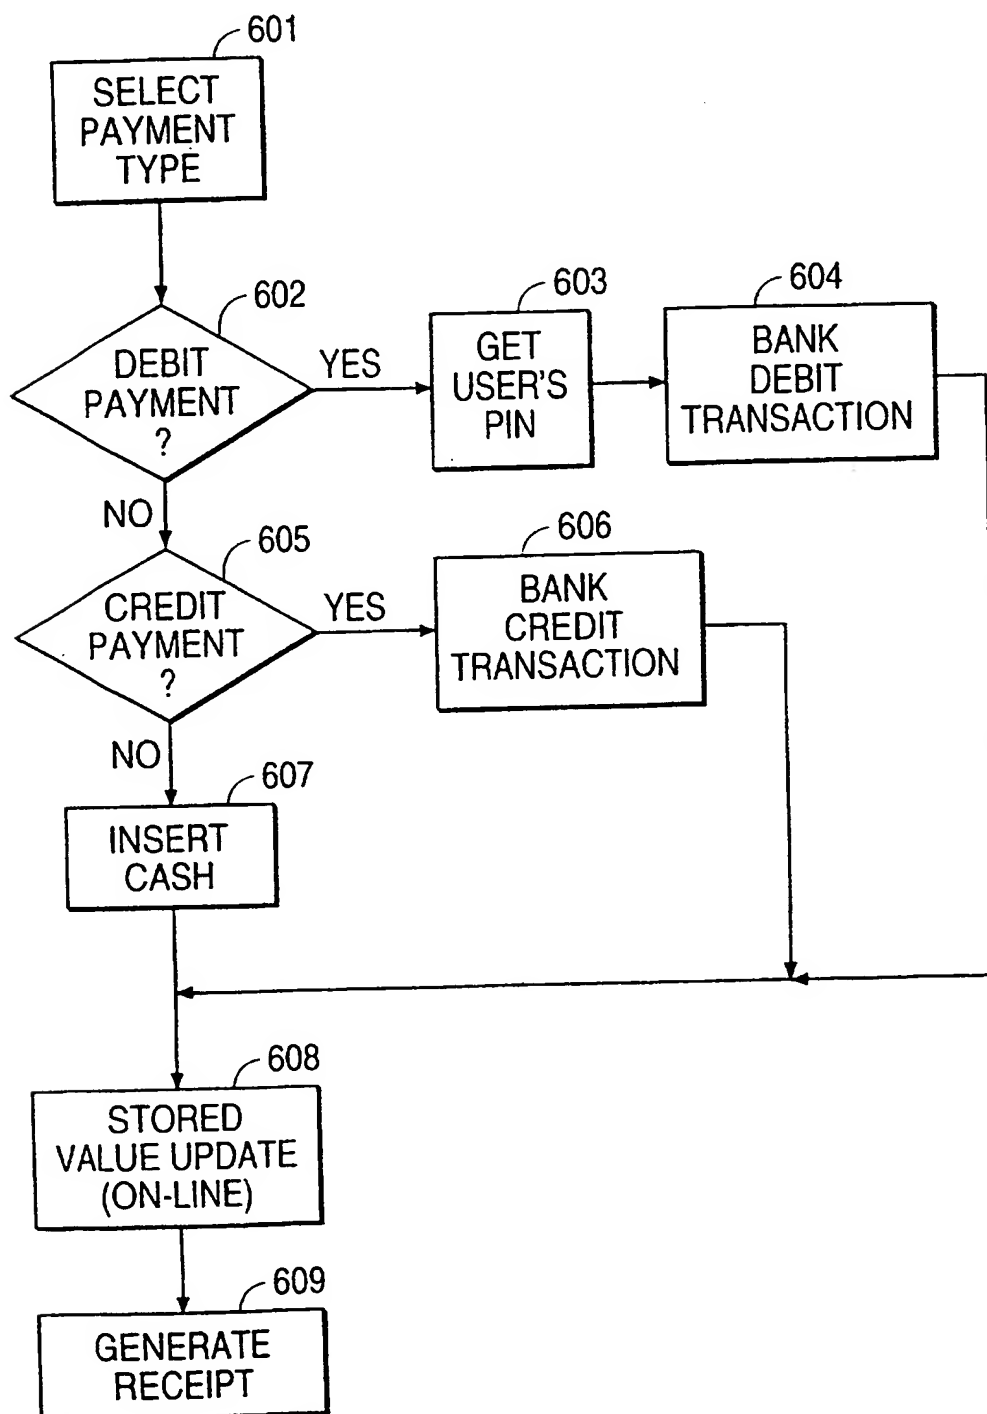 601
SELECT
PAYMENT
TYPE
602
DEBIT
PAYMENT
?
YES
603
GET
USER'S
PIN
604
BANK
DEBIT
TRANSACTION
NO
605
CREDIT
PAYMENT
?
YES
606
BANK
CREDIT
TRANSACTION
NO
607
INSERT
CASH
608
STORED
VALUE UPDATE
(ON-LINE)
609
GENERATE
RECEIPT